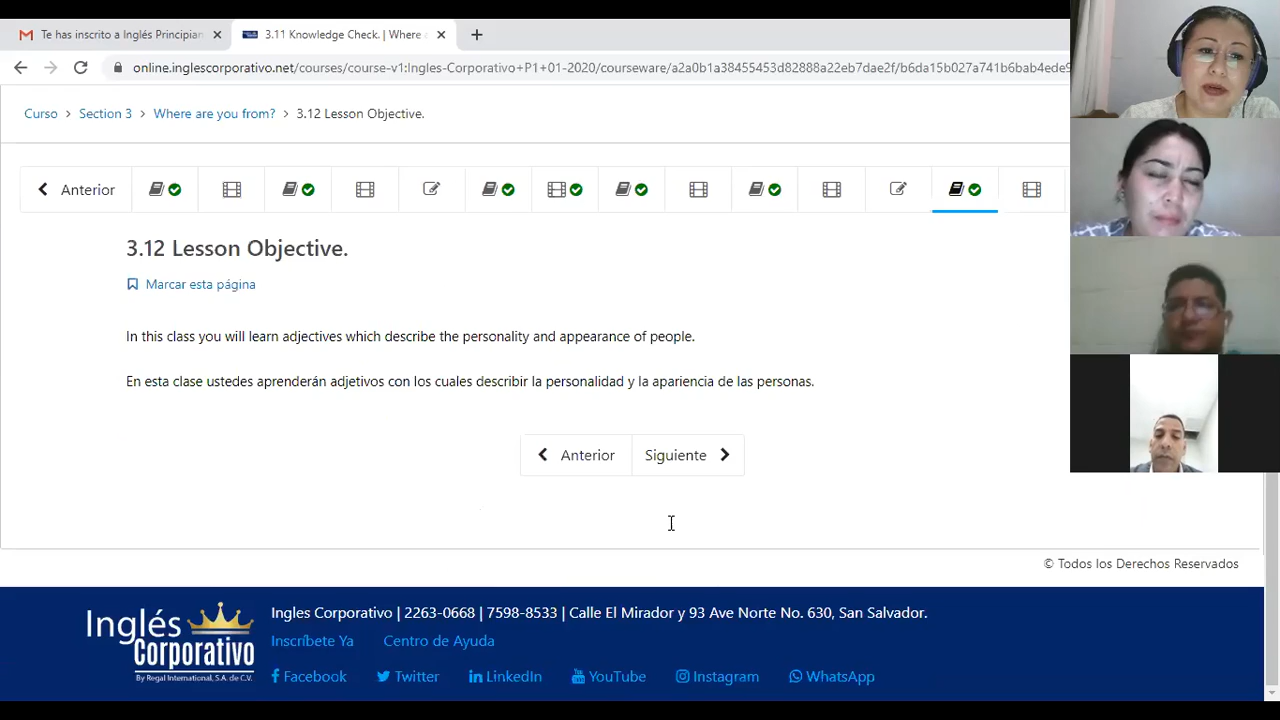 Te has inscrito a Inglés Principian
3.11 Knowledge Check. | Where
online.inglescorporativo.net/courses/course-v1:Ingles-Corporativo+P1+01-2020/courseware/a2a0b1a38455453d82888a22eb7dae2f/b6da15b027a741b6bab4ede9
Curso > Section 3 > Where are you from? > 3.12 Lesson Objective.
Anterior
3.12 Lesson Objective.
Marcar esta página
In this class you will learn adjectives which describe the personality and appearance of people.
En esta clase ustedes aprenderán adjetivos con los cuales describir la personalidad y la apariencia de las personas.
Anterior Siguiente
© Todos los Derechos Reservados
Inglés Corporativo
By Regal International, S.A. de C.V.
Ingles Corporativo | 2263-0668 | 7598-8533 | Calle El Mirador y 93 Ave Norte No. 630, San Salvador.
Inscríbete Ya Centro de Ayuda
Facebook Twitter LinkedIn YouTube Instagram WhatsApp